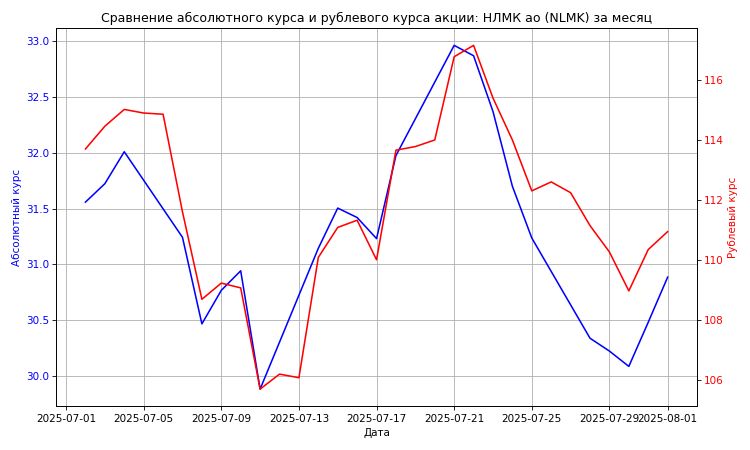 Сравнение абсолютного курса и рублевого курса акции: НЛМК ао (NLMK) за месяц
33.0
32.5
32.0
31.5
31.0
30.5
30.0
Абсолютный курс
116
114
112
110
108
106
Рублевый курс
2025-07-01 2025-07-05 2025-07-09 2025-07-13 2025-07-17 2025-07-21 2025-07-25 2025-07-29 2025-08-01
Дата